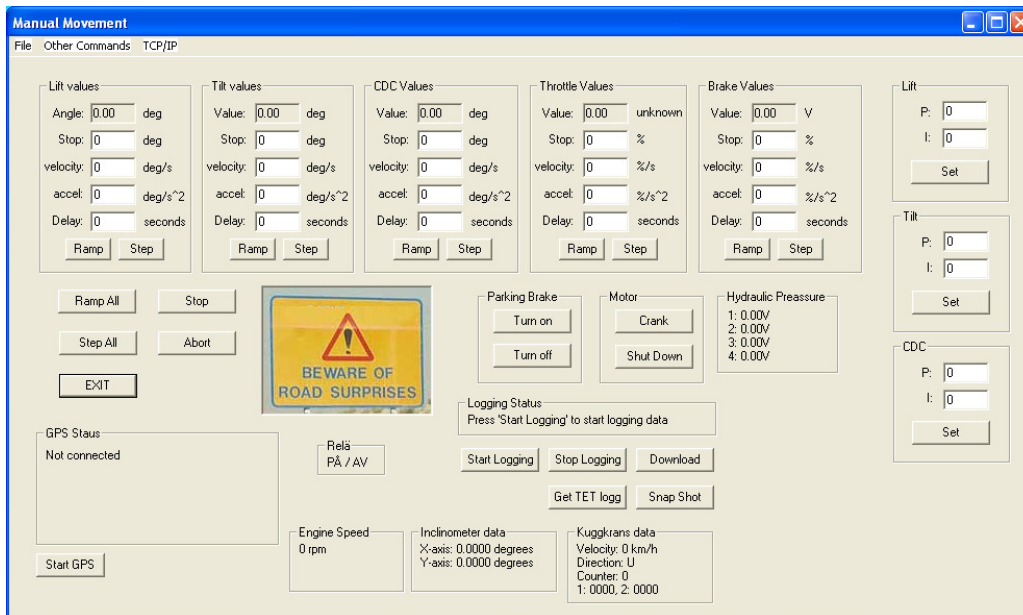 Manual Movement
File Other Commands TCP/IP
Lift values
Angle: 0.00 deg
Stop: 0 deg
velocity: 0 deg/s
accel: 0 deg/s^2
Delay: 0 seconds
Ramp Step
Tilt values
Value: 0.00 deg
Stop: 0 deg
velocity: 0 deg/s
accel: 0 deg/s^2
Delay: 0 seconds
Ramp Step
CDC Values
Value: 0.00 deg
Stop: 0 deg
velocity: 0 deg/s
accel: 0 deg/s^2
Delay: 0 seconds
Ramp Step
Throttle Values
Value: 0.00 unknown
Stop: 0 %
velocity: 0 %/s
accel: 0 %/s^2
Delay: 0 seconds
Ramp Step
Brake Values
Value: 0.00 V
Stop: 0 %
velocity: 0 %/s
accel: 0 %/s^2
Delay: 0 seconds
Ramp Step
Lift
P: 0
I: 0
Set
Tilt
P: 0
I: 0
Set
CDC
P: 0
I: 0
Set
Ramp All Stop
Step All Abort
EXIT
BEWARE OF
ROAD SURPRISES
Parking Brake
Turn on
Turn off
Motor
Crank
Shut Down
Hydraulic Preassure
1: 0.00V
2: 0.00V
3: 0.00V
4: 0.00V
Logging Status
Press 'Start Logging' to start logging data
Start Logging Stop Logging Download
Get TET logg Snap Shot
GPS Staus
Not connected
Start GPS
Relä
PÅ / AV
Engine Speed
0 rpm
Inclinometer data
X-axis: 0.0000 degrees
Y-axis: 0.0000 degrees
Kuggkrans data
Velocity: 0 km/h
Direction: U
Counter: 0
1: 0000, 2: 0000